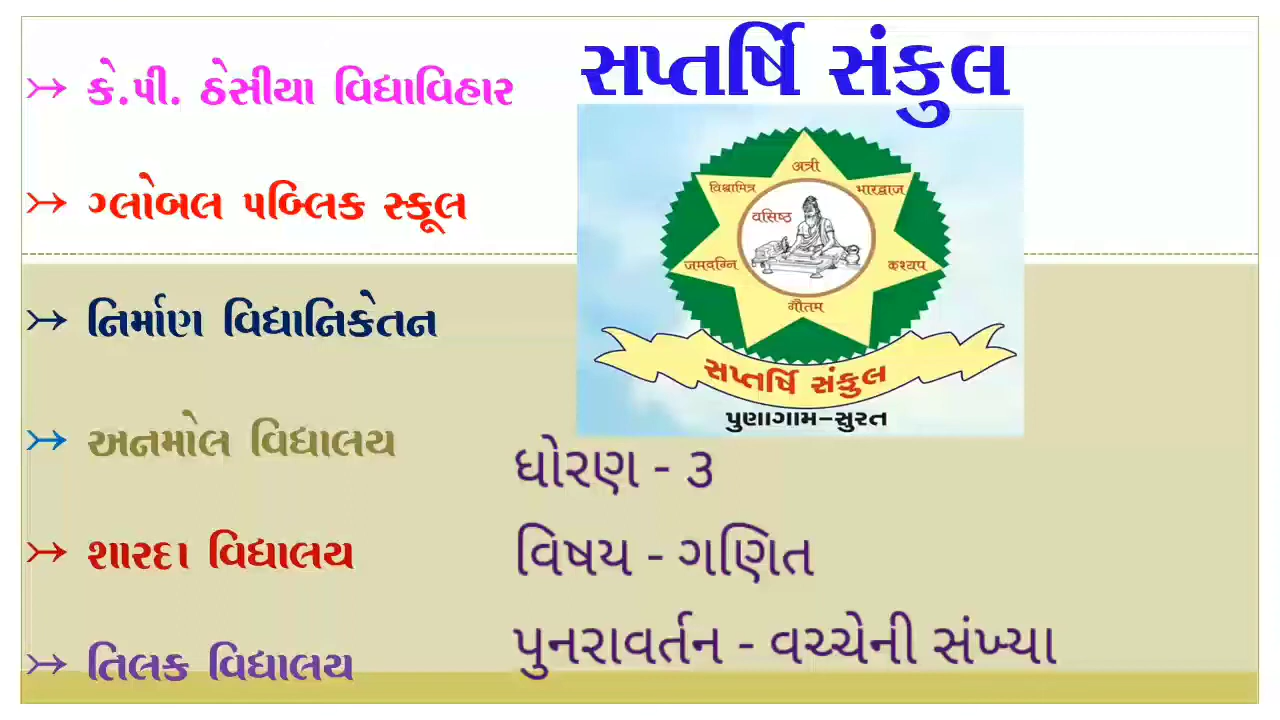 સપ્તર્ષિ સંકુલ
↣ કે.પી. ઠેસીયા વિદ્યાવિહાર
↣ ગ્લોબલ પબ્લિક સ્કૂલ
↣ નિર્માણ વિદ્યાનિકેતન
↣ અનમોલ વિદ્યાલય
↣ શારદા વિદ્યાલય
↣ તિલક વિદ્યાલય
अत्री
विश्वामित्र
भारद्वाज
वसिष्ठ
जमदग्नि
कश्यप
गौतम
સપ્તર્ષિ સંકુલ
પુણાગામ-સુરત
ધોરણ - ૩
વિષય - ગણિત
પુનરાવર્તન - વચ્ચેની સંખ્યા